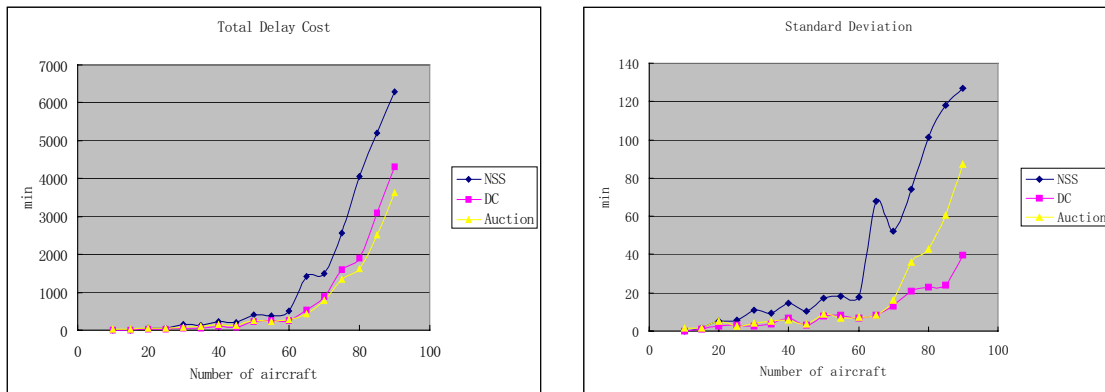 Total Delay Cost
7000
6000
5000
4000
3000
2000
1000
0
min
0
20
40
60
80
100
Number of aircraft
NSS
DC
Auction
Standard Deviation
140
120
100
80
60
40
20
0
min
0
20
40
60
80
100
Number of aircraft
NSS
DC
Auction